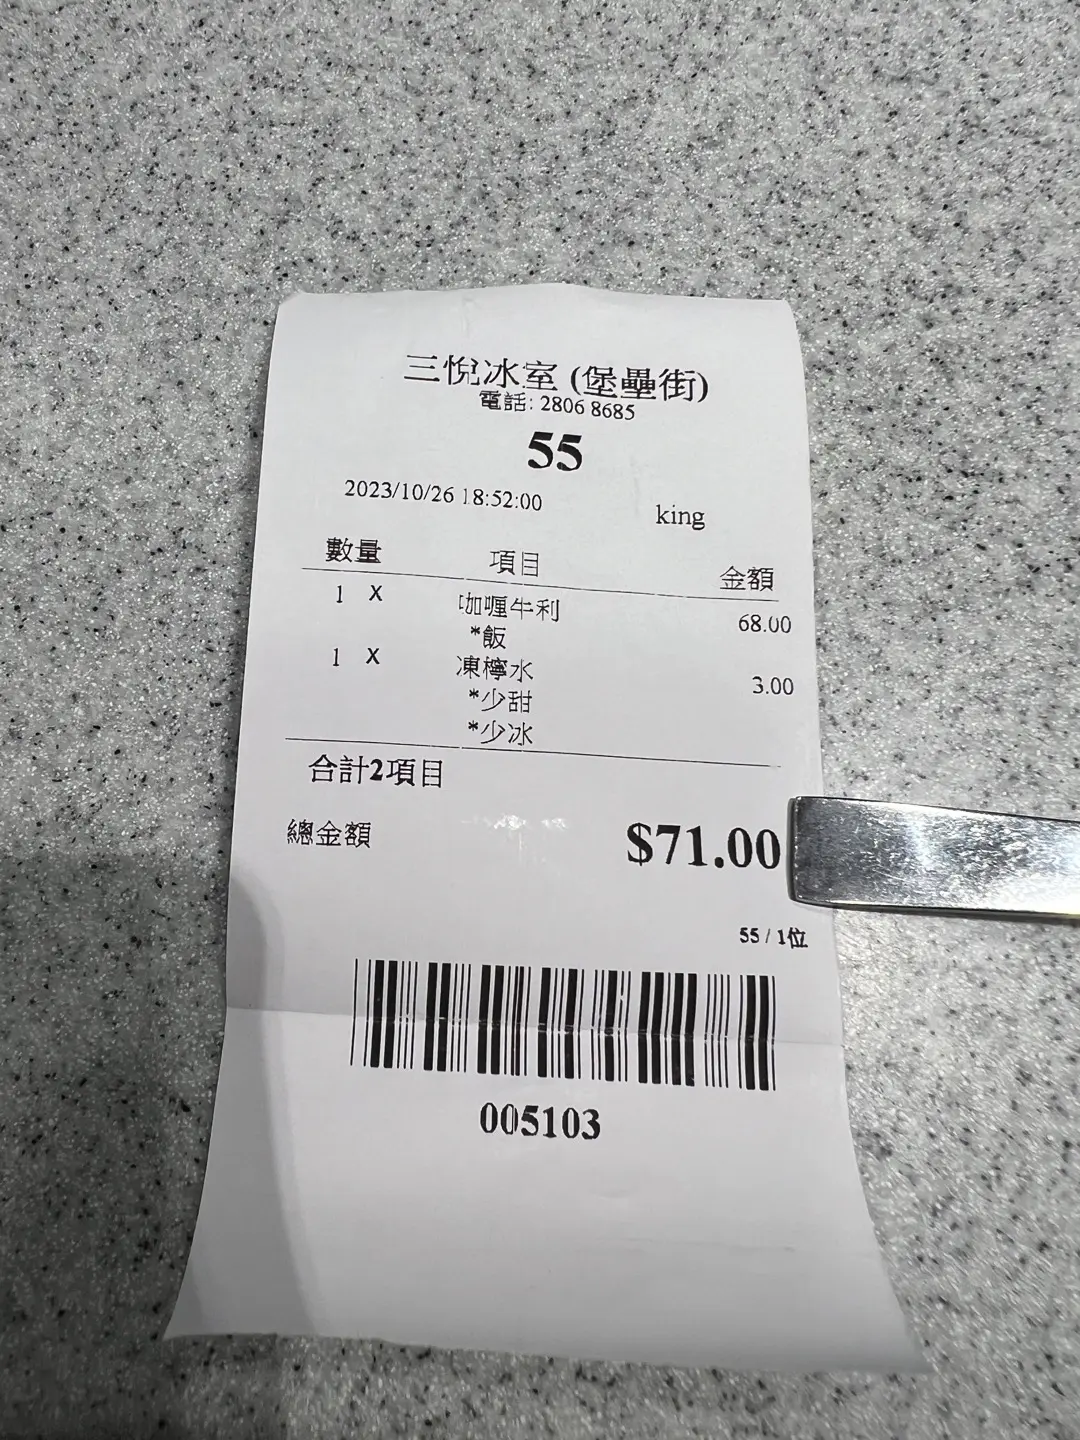 三悅冰室 (堡壘街)
電話: 2806 8685
55
2023/10/26 18:52:00 king
數量 項目 金額
1 X 咖喱牛利 68.00
*飯
1 X 凍檸水 3.00
*少甜
*少冰
合計2項目
總金額 $71.00
55 / 1位
005103